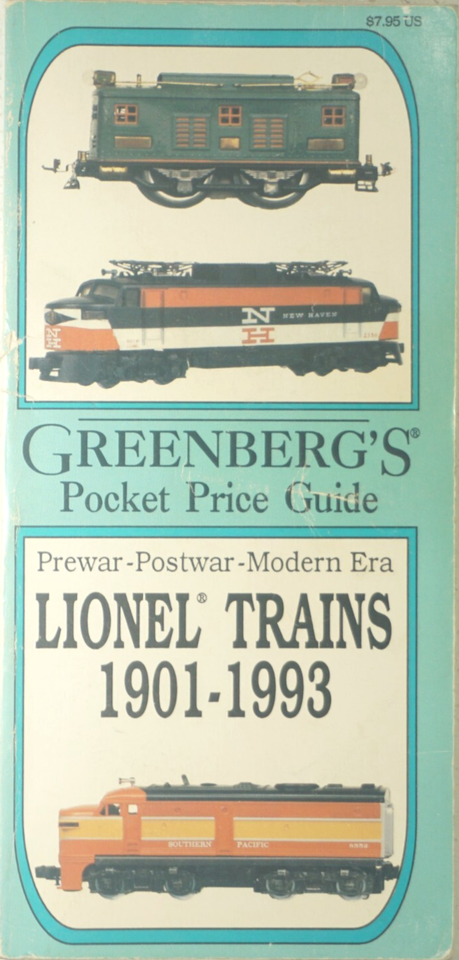 $7.95 US
N
H
NEW HAVEN
GREENBERG'S®
Pocket Price Guide
Prewar-Postwar-Modern Era
LIONEL® TRAINS
1901-1993
SOUTHERN PACIFIC